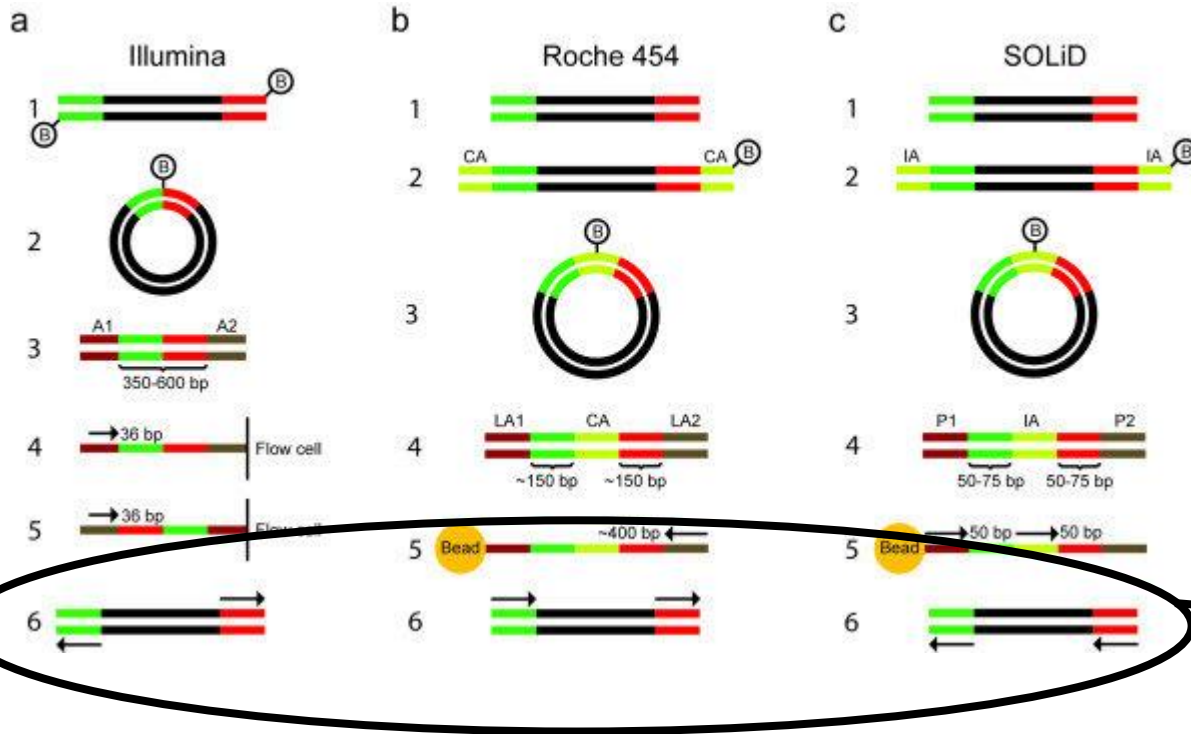 a
Illumina
1
B
B
2
B
3
A1 A2
350-600 bp
4
36 bp
Flow cell
5
36 bp
Flow cell
6
b
Roche 454
1
2
CA CA B
3
B
4
LA1 CA LA2
~150 bp ~150 bp
5
Bead
~400 bp
6
c
SOLiD
1
2
IA IA B
3
B
4
P1 IA P2
50-75 bp 50-75 bp
5
Bead
50 bp 50 bp
6